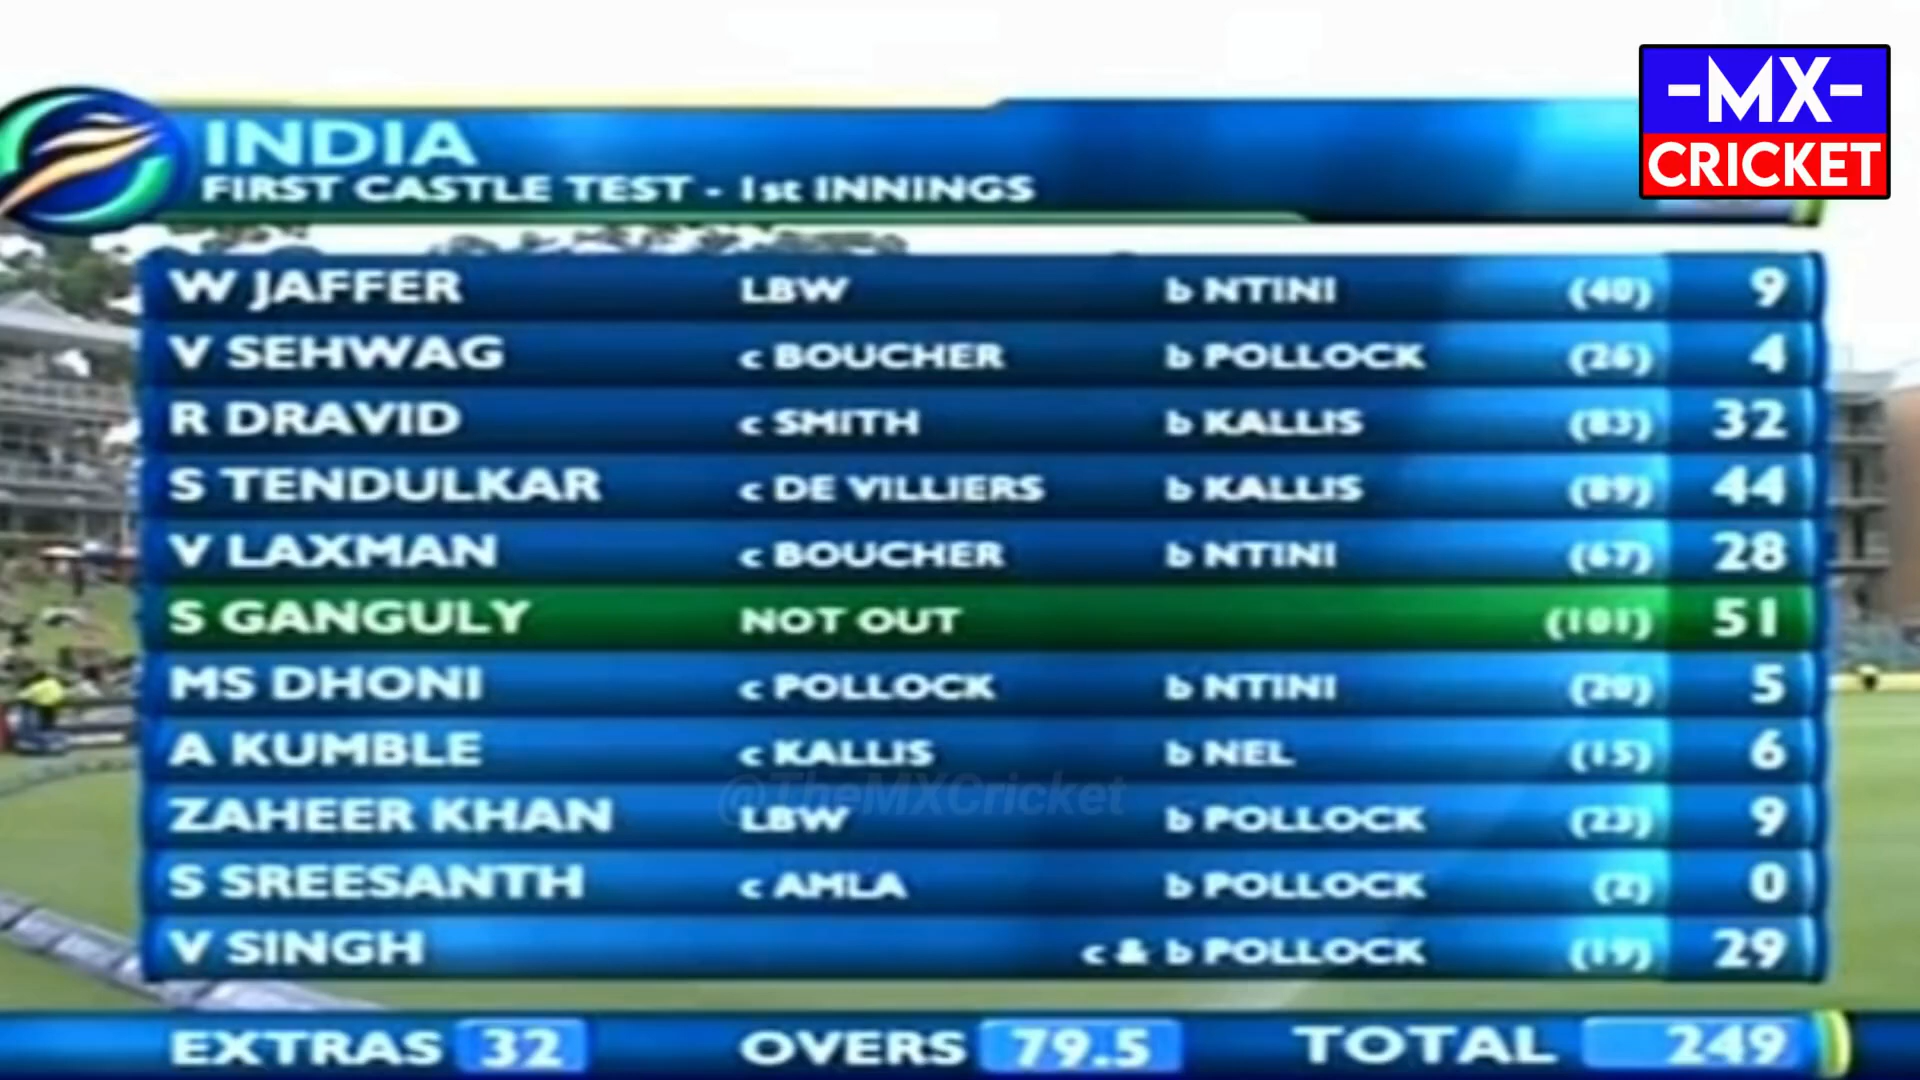 -MX-
CRICKET
INDIA
FIRST CASTLE TEST - 1st INNINGS
W JAFFER LBW b NTINI (40) 9
V SEHWAG c BOUCHER b POLLOCK (26) 4
R DRAVID c SMITH b KALLIS (83) 32
S TENDULKAR c DE VILLIERS b KALLIS (89) 44
V LAXMAN c BOUCHER b NTINI (67) 28
S GANGULY NOT OUT (101) 51
MS DHONI c POLLOCK b NTINI (20) 5
A KUMBLE c KALLIS b NEL (15) 6
@TheMXCricket
ZAHEER KHAN LBW b POLLOCK (23) 9
S SREESANTH c AMLA b POLLOCK (2) 0
V SINGH c & b POLLOCK (19) 29
EXTRAS 32 OVERS 79.5 TOTAL 249